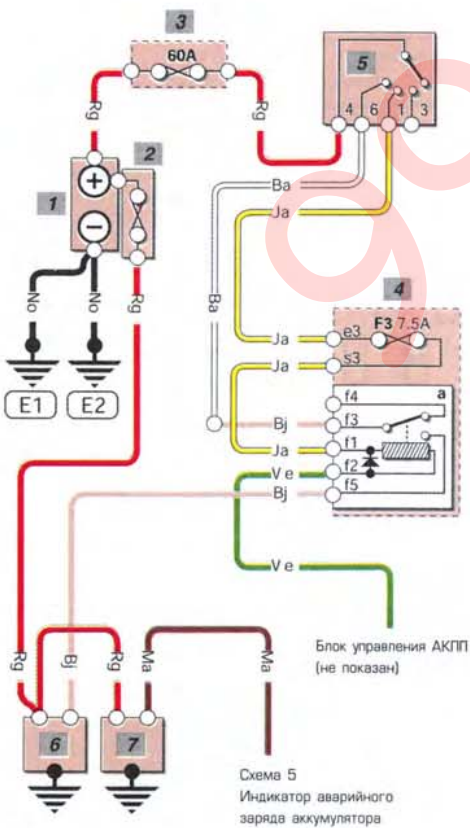 3
60A
5
4 6 1 3
Rg
Rg
2
1
+
−
Ba
Ja
Ba
No
No
Rg
E1
E2
4
F3 7.5A
Ja
e3
Ja
s3
f4
a
Bj
f3
Ja
f1
Ve
f2
Bj
f5
Ve
Блок управления АКПП
(не показан)
Rg
Bj
Rg
Ma
Ma
6
7
Схема 5
Индикатор аварийного
заряда аккумулятора